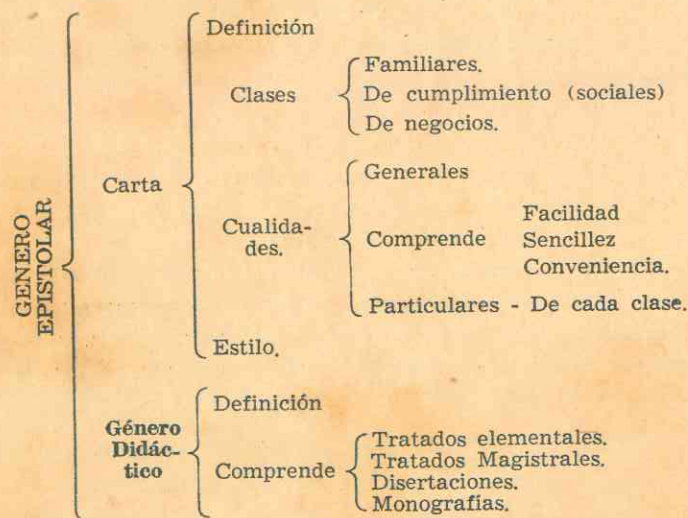 GENERO
EPISTOLAR
Carta
Definición
Clases
Familiares.
De cumplimiento (sociales)
De negocios.
Cualida-
des.
Generales
Comprende
Facilidad
Sencillez
Conveniencia.
Particulares - De cada clase.
Estilo.
Género
Didác-
tico
Definición
Comprende
Tratados elementales.
Tratados Magistrales.
Disertaciones.
Monografías.